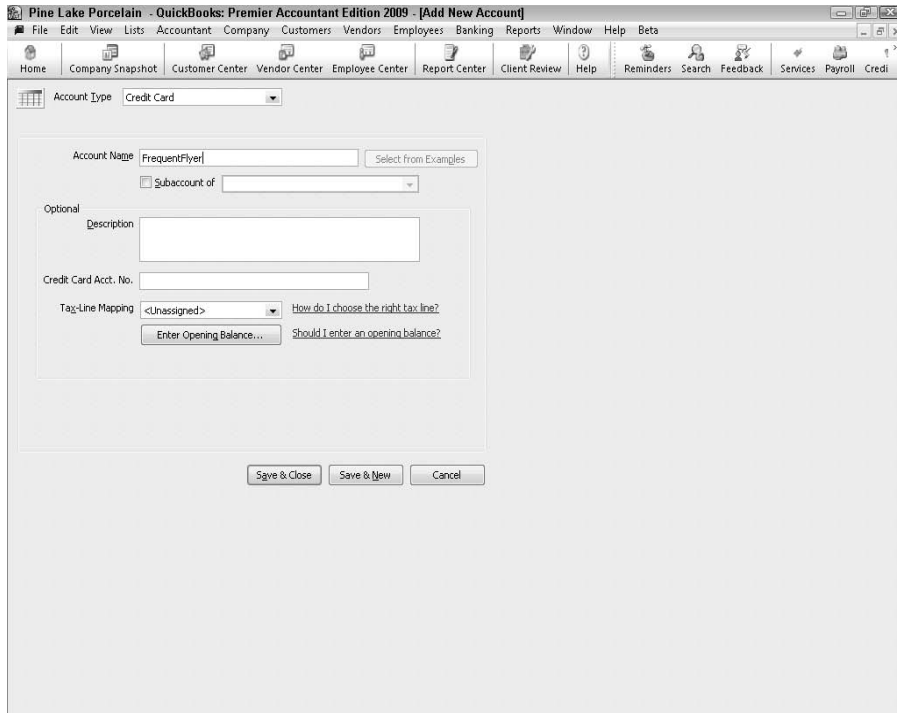 Pine Lake Porcelain - QuickBooks: Premier Accountant Edition 2009 - [Add New Account]
File Edit View Lists Accountant Company Customers Vendors Employees Banking Reports Window Help Beta
Home Company Snapshot Customer Center Vendor Center Employee Center Report Center Client Review Help Reminders Search Feedback Services Payroll Credi
Account Type Credit Card
Account Name FrequentFlyer Select from Examples
Subaccount of
Optional
Description
Credit Card Acct. No.
Tax-Line Mapping <Unassigned> How do I choose the right tax line?
Enter Opening Balance... Should I enter an opening balance?
Save & Close Save & New Cancel